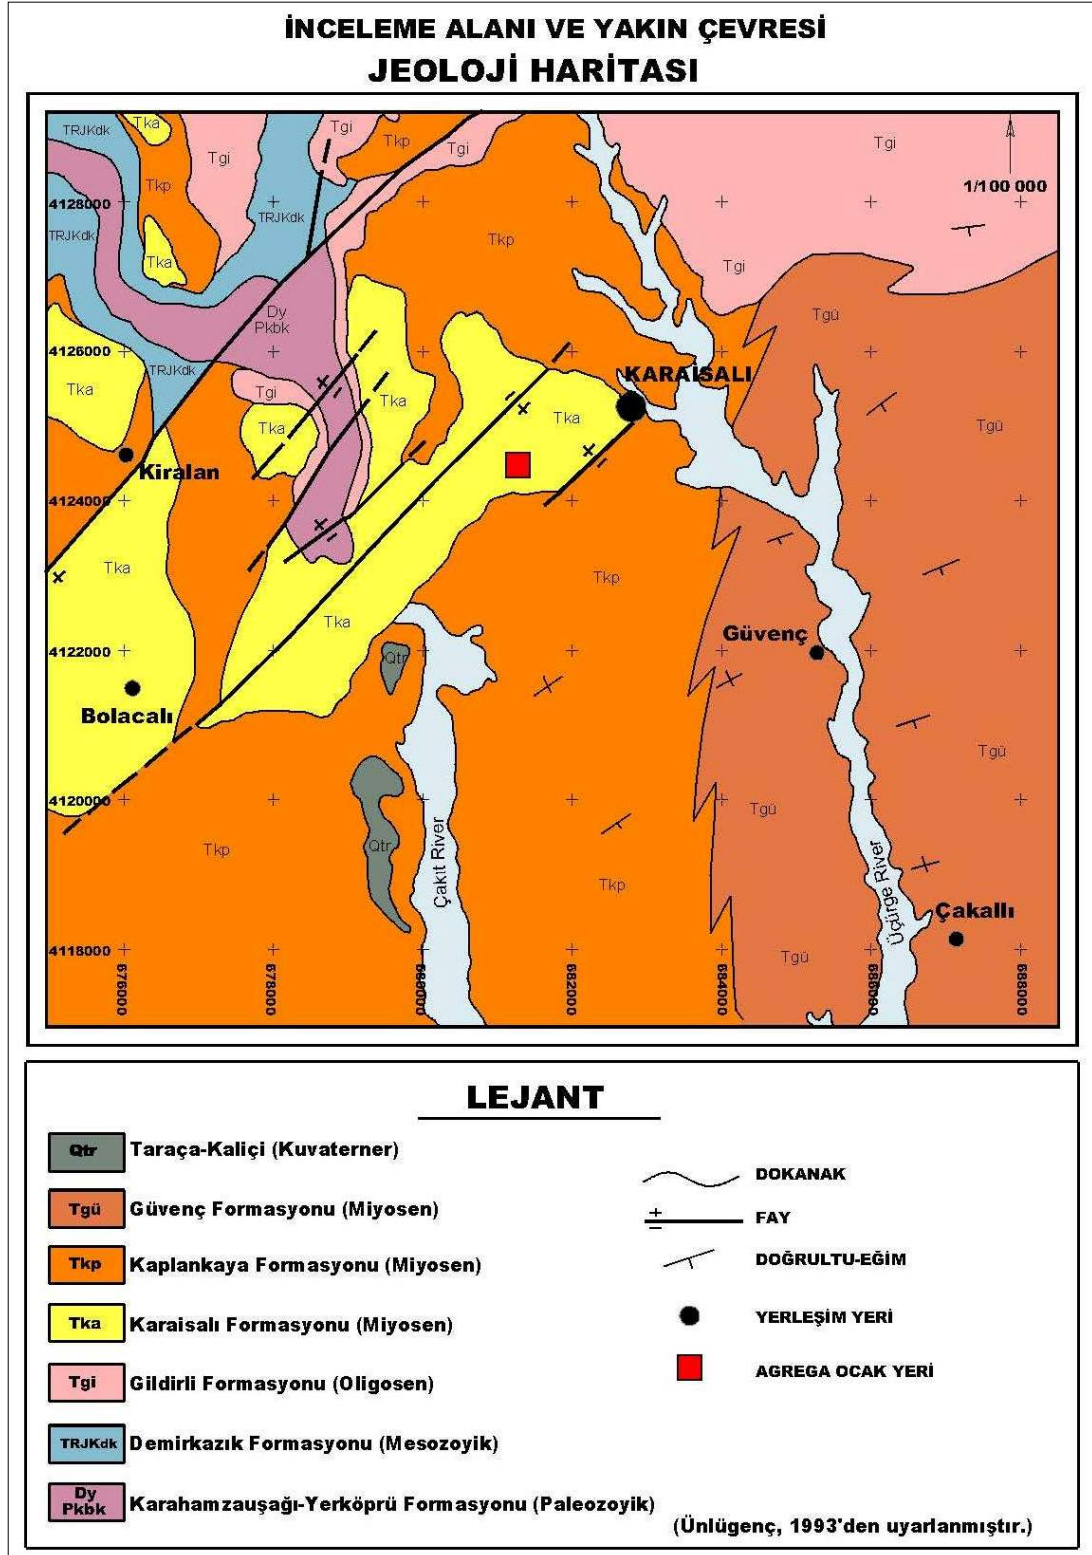 İNCELEME ALANI VE YAKIN ÇEVRESİ
JEOLOJİ HARİTASI
TRJKdk
Tka
Tgi
Tgi
Tkp
Tgi
Tgi
1/100 000
Tkp
4128000
TRJKdk
TRJKdk
Tka
Tkp
Tgi
Dy
Pkbk
Tgü
4126000
TRJKdk
KARAISALI
Tka
Tgi
Tka
Tka
Tka
Tgü
Kiralan
4124000
Tka
Tkp
Tka
Güvenç
4122000
Qtr
Bolacalı
Tgü
4120000
Tgü
Tkp
Qtr
Çakıt River
Üçürge River
Tkp
Çakallı
4118000
Tgü
676000
678000
680000
682000
684000
686000
688000
LEJANT
Qtr Taraça-Kaliçi (Kuvaterner)
Tgü Güvenç Formasyonu (Miyosen)
Tkp Kaplankaya Formasyonu (Miyosen)
Tka Karaisalı Formasyonu (Miyosen)
Tgi Gildirli Formasyonu (Oligosen)
TRJKdk Demirkazık Formasyonu (Mesozoyik)
Dy
Pkbk Karahamzauşağı-Yerköprü Formasyonu (Paleozoyik)
DOKANAK
FAY
DOĞRULTU-EĞİM
YERLEŞİM YERİ
AGREGA OCAK YERİ
(Ünlügenç, 1993'den uyarlanmıştır.)